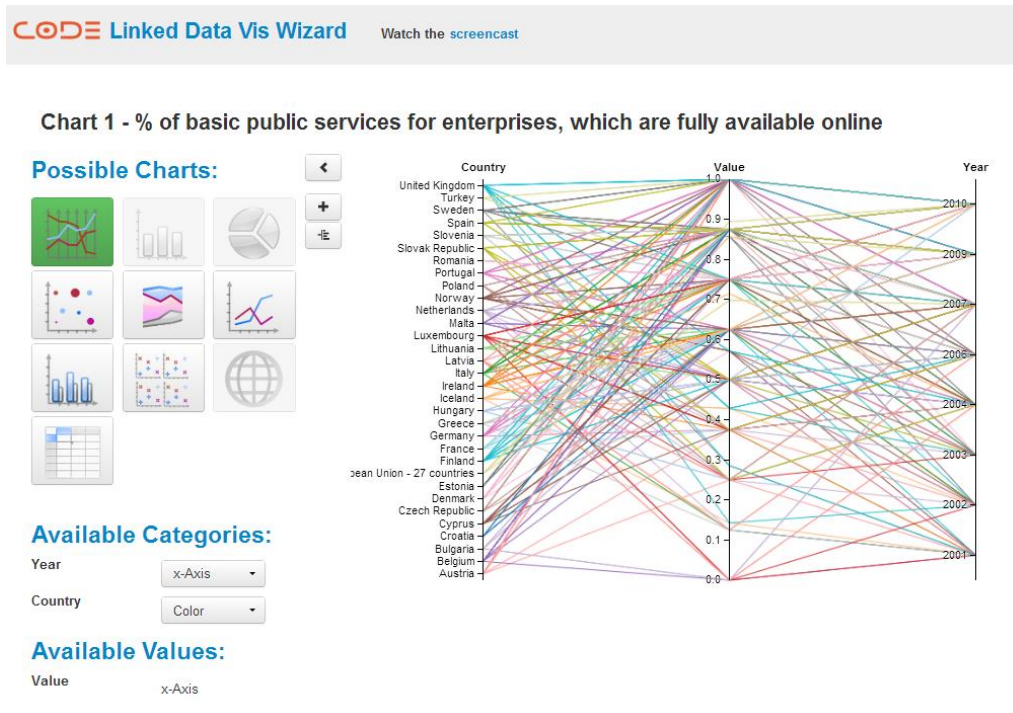 CODE Linked Data Vis Wizard Watch the screencast
Chart 1 - % of basic public services for enterprises, which are fully available online
Possible Charts:
Country
Value
Year
United Kingdom
Turkey
Sweden
Spain
Slovenia
Slovak Republic
Romania
Portugal
Poland
Norway
Netherlands
Malta
Luxembourg
Lithuania
Latvia
Italy
Ireland
Iceland
Hungary
Greece
Germany
France
Finland
pean Union - 27 countries
Estonia
Denmark
Czech Republic
Cyprus
Croatia
Bulgaria
Belgium
Austria
1.0
0.9
0.8
0.7
0.6
0.5
0.4
0.3
0.2
0.1
0.0
2010
2009
2007
2006
2004
2003
2002
2001
Available Categories:
Year x-Axis
Country Color
Available Values:
Value x-Axis